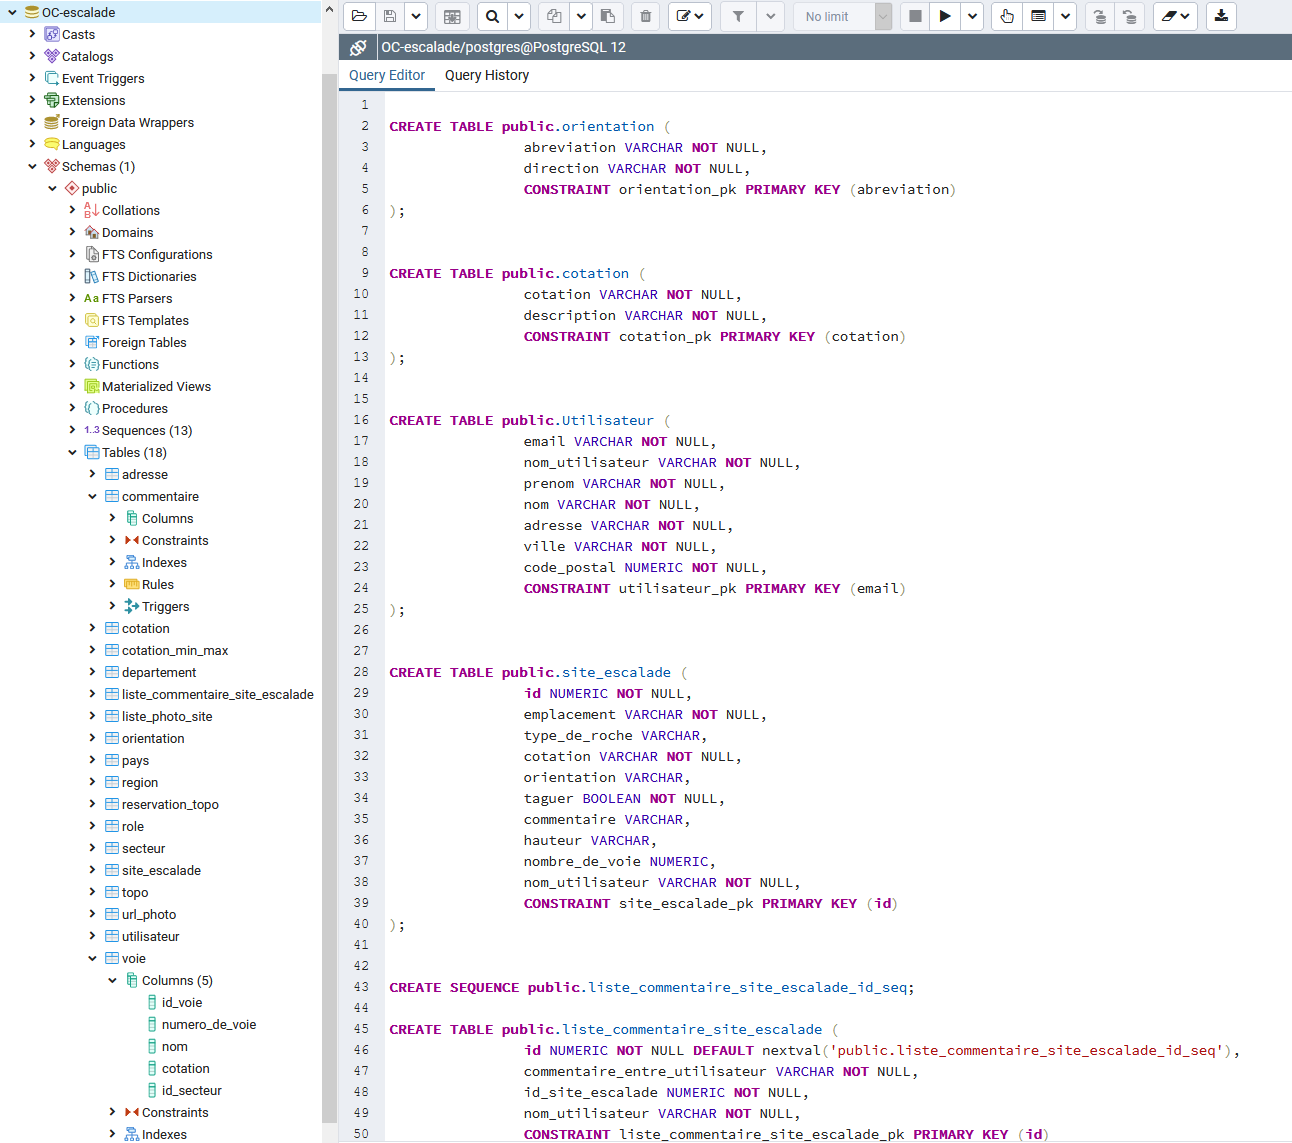 OC-escalade
Casts
Catalogs
Event Triggers
Extensions
Foreign Data Wrappers
Languages
Schemas (1)
public
Collations
Domains
FTS Configurations
FTS Dictionaries
Aa FTS Parsers
FTS Templates
Foreign Tables
Functions
Materialized Views
Procedures
1..3 Sequences (13)
Tables (18)
adresse
commentaire
Columns
Constraints
Indexes
Rules
Triggers
cotation
cotation_min_max
departement
liste_commentaire_site_escalade
liste_photo_site
orientation
pays
region
reservation_topo
role
secteur
site_escalade
topo
url_photo
utilisateur
voie
Columns (5)
id_voie
numero_de_voie
nom
cotation
id_secteur
Constraints
Indexes
No limit
OC-escalade/postgres@PostgreSQL 12
Query Editor Query History
1
2 CREATE TABLE public.orientation (
3 abreviation VARCHAR NOT NULL,
4 direction VARCHAR NOT NULL,
5 CONSTRAINT orientation_pk PRIMARY KEY (abreviation)
6 );
7
8
9 CREATE TABLE public.cotation (
10 cotation VARCHAR NOT NULL,
11 description VARCHAR NOT NULL,
12 CONSTRAINT cotation_pk PRIMARY KEY (cotation)
13 );
14
15
16 CREATE TABLE public.Utilisateur (
17 email VARCHAR NOT NULL,
18 nom_utilisateur VARCHAR NOT NULL,
19 prenom VARCHAR NOT NULL,
20 nom VARCHAR NOT NULL,
21 adresse VARCHAR NOT NULL,
22 ville VARCHAR NOT NULL,
23 code_postal NUMERIC NOT NULL,
24 CONSTRAINT utilisateur_pk PRIMARY KEY (email)
25 );
26
27
28 CREATE TABLE public.site_escalade (
29 id NUMERIC NOT NULL,
30 emplacement VARCHAR NOT NULL,
31 type_de_roche VARCHAR,
32 cotation VARCHAR NOT NULL,
33 orientation VARCHAR,
34 taguer BOOLEAN NOT NULL,
35 commentaire VARCHAR,
36 hauteur VARCHAR,
37 nombre_de_voie NUMERIC,
38 nom_utilisateur VARCHAR NOT NULL,
39 CONSTRAINT site_escalade_pk PRIMARY KEY (id)
40 );
41
42
43 CREATE SEQUENCE public.liste_commentaire_site_escalade_id_seq;
44
45 CREATE TABLE public.liste_commentaire_site_escalade (
46 id NUMERIC NOT NULL DEFAULT nextval('public.liste_commentaire_site_escalade_id_seq'),
47 commentaire_entre_utilisateur VARCHAR NOT NULL,
48 id_site_escalade NUMERIC NOT NULL,
49 nom_utilisateur VARCHAR NOT NULL,
50 CONSTRAINT liste_commentaire_site_escalade_pk PRIMARY KEY (id)